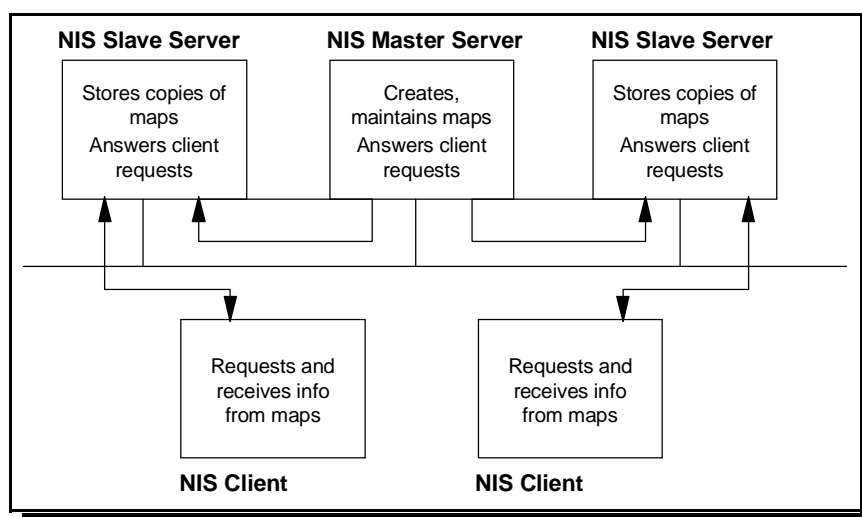 NIS Slave Server
Stores copies of
maps
Answers client
requests
NIS Master Server
Creates,
maintains maps
Answers client
requests
NIS Slave Server
Stores copies of
maps
Answers client
requests
Requests and
receives info
from maps
NIS Client
Requests and
receives info
from maps
NIS Client